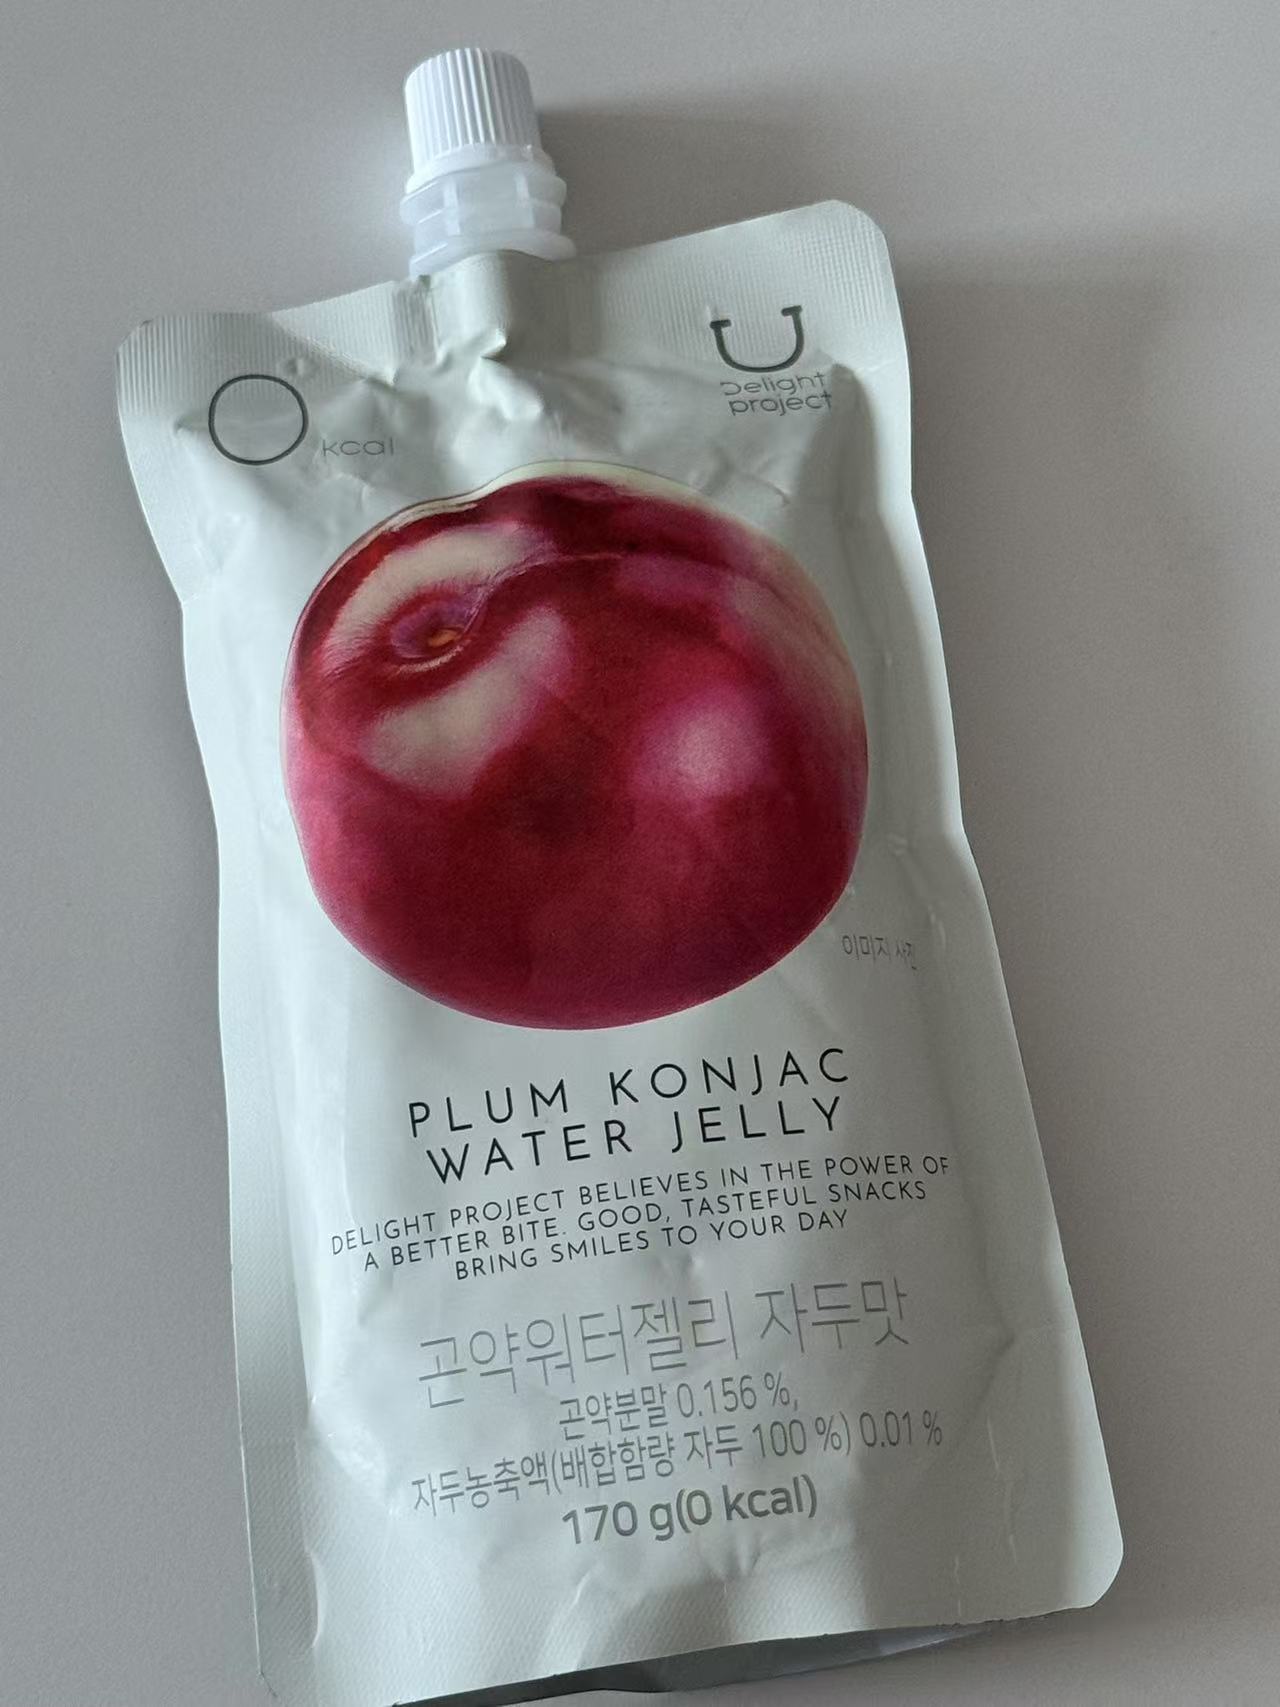 0 kcal
Delight
project
이미지 사진
PLUM KONJAC
WATER JELLY
DELIGHT PROJECT BELIEVES IN THE POWER OF
A BETTER BITE. GOOD, TASTEFUL SNACKS
BRING SMILES TO YOUR DAY
곤약워터젤리 자두맛
곤약분말 0.156 %,
자두농축액(배합함량 자두 100 %) 0.01 %
170 g(0 kcal)